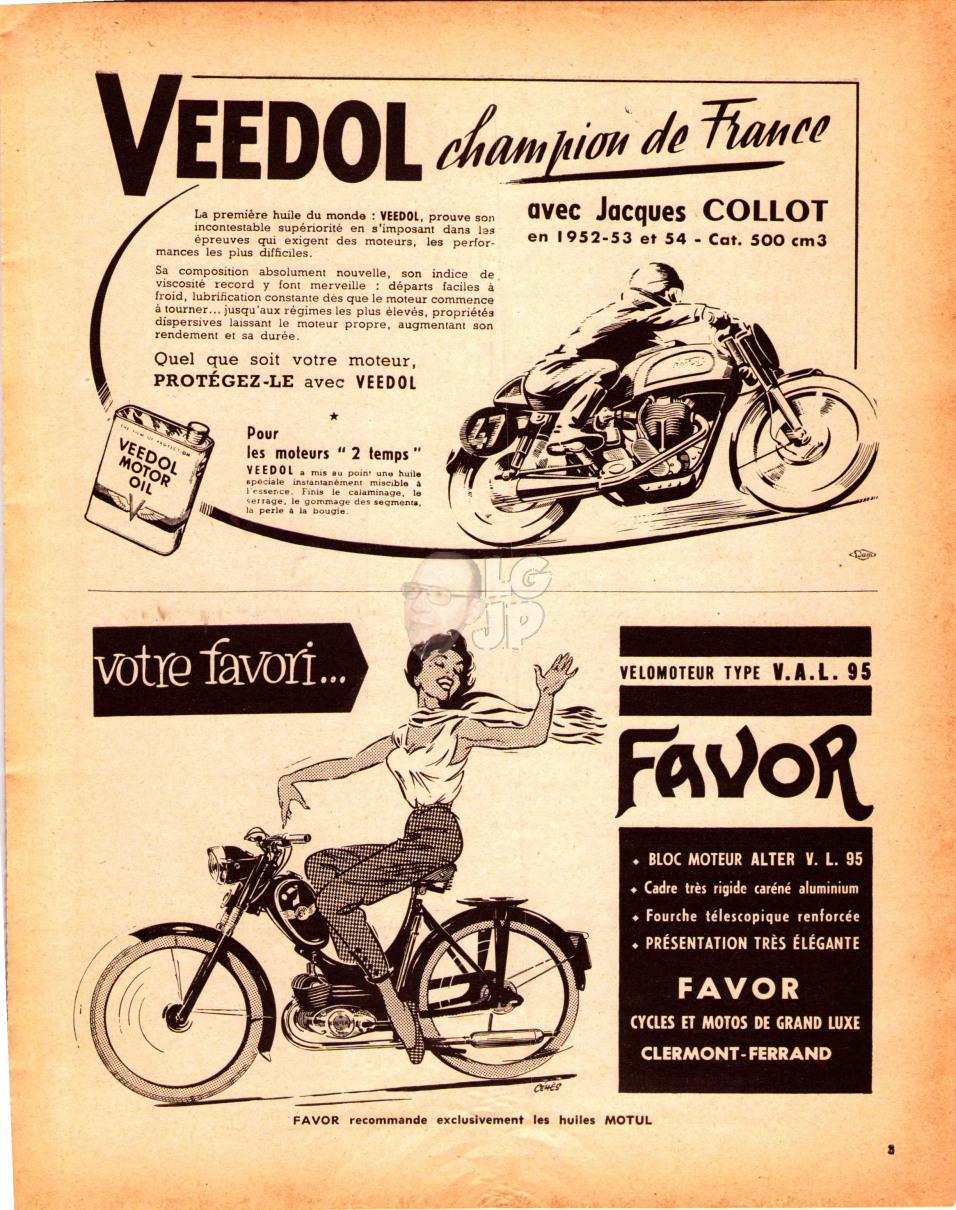 VEEDOL champion de France
avec Jacques COLLOT
en 1952-53 et 54 - Cat. 500 cm3
La première huile du monde : VEEDOL, prouve son
incontestable supériorité en s'imposant dans les
épreuves qui exigent des moteurs, les perfor-
mances les plus difficiles.
Sa composition absolument nouvelle, son indice de
viscosité record y font merveille : départs faciles à
froid, lubrification constante dès que le moteur commence
à tourner... jusqu'aux régimes les plus élevés, propriétés
dispersives laissant le moteur propre, augmentant son
rendement et sa durée.
Quel que soit votre moteur,
PROTÉGEZ-LE avec VEEDOL
Pour
les moteurs " 2 temps "
VEEDOL a mis au point une huile
spéciale instantanément miscible à
l'essence. Finis le calaminage, le
serrage, le gommage des segments,
la perle à la bougie.
VEEDOL
MOTOR
OIL
47
LG
JP
votre favori...
VELOMOTEUR TYPE V.A.L. 95
FAVOR
BLOC MOTEUR ALTER V. L. 95
Cadre très rigide caréné aluminium
Fourche télescopique renforcée
PRÉSENTATION TRÈS ÉLÉGANTE
FAVOR
CYCLES ET MOTOS DE GRAND LUXE
CLERMONT-FERRAND
FAVOR recommande exclusivement les huiles MOTUL
3